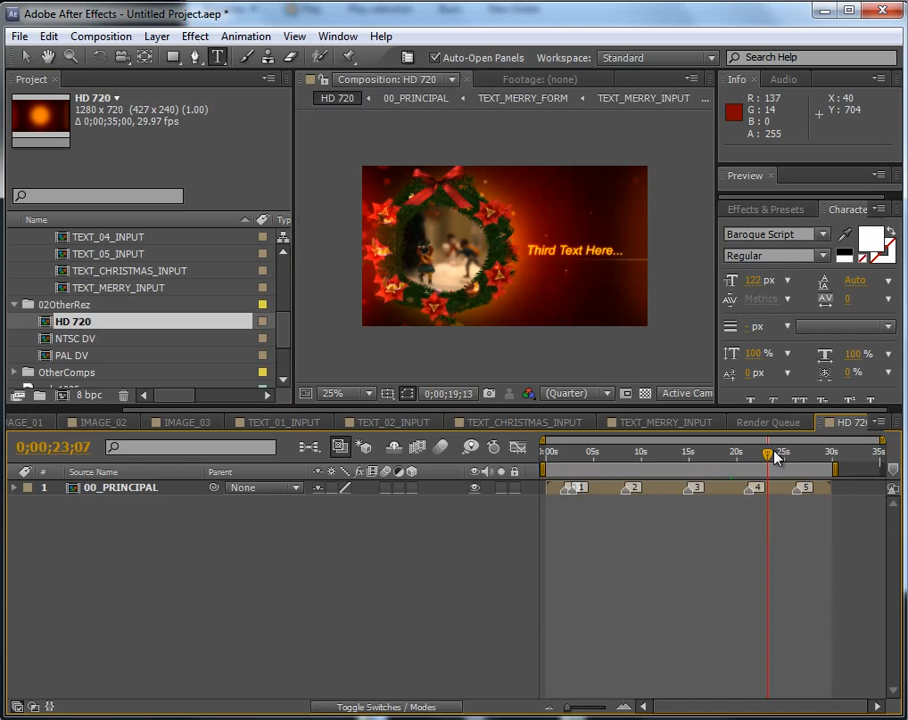 Adobe After Effects - Untitled Project.aep *
File Edit Composition Layer Effect Animation View Window Help
Auto-Open Panels
Workspace: Standard
Search Help
Project
HD 720
1280 x 720 (427 x 240) (1.00)
Δ 0;00;35;00, 29.97 fps
Name
Typ
TEXT_04_INPUT
TEXT_05_INPUT
TEXT_CHRISTMAS_INPUT
TEXT_MERRY_INPUT
02OtherRez
HD 720
NTSC DV
PAL DV
OtherComps
8 bpc
Composition: HD 720
Footage: (none)
HD 720 00_PRINCIPAL TEXT_MERRY_FORM TEXT_MERRY_INPUT ...
Third Text Here...
25% 0;00;19;13 (Quarter) Active Cam
Info Audio
R: 137
G: 14
B: 0
A: 255
X: 40
Y: 704
Preview
Effects & Presets Characte
Baroque Script
Regular
122 px Auto
Metrics 0
- px
100 % 100 %
0 px 0 %
AGE_01 IMAGE_02 IMAGE_03 TEXT_01_INPUT TEXT_02_INPUT TEXT_CHRISTMAS_INPUT TEXT_MERRY_INPUT Render Queue HD 720
0;00;23;07
:00s 05s 10s 15s 20s 25s 30s 35s
# Source Name Parent
1 00_PRINCIPAL None
1 2 3 4 5
Toggle Switches / Modes